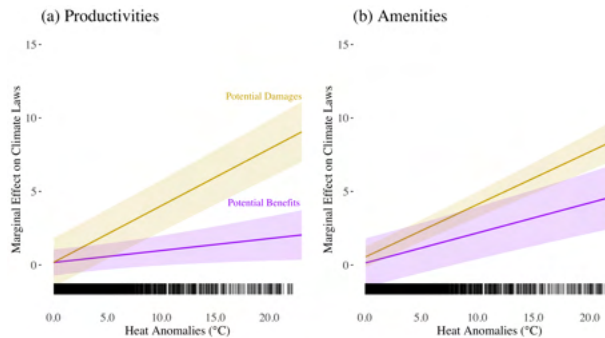 (a) Productivities
(b) Amenities
15
10
5
0
Marginal Effect on Climate Laws
Potential Damages
Potential Benefits
0.0 5.0 10.0 15.0 20.0
Heat Anomalies (°C)
15
10
5
0
Marginal Effect on Climate Laws
0.0 5.0 10.0 15.0 20.0
Heat Anomalies (°C)